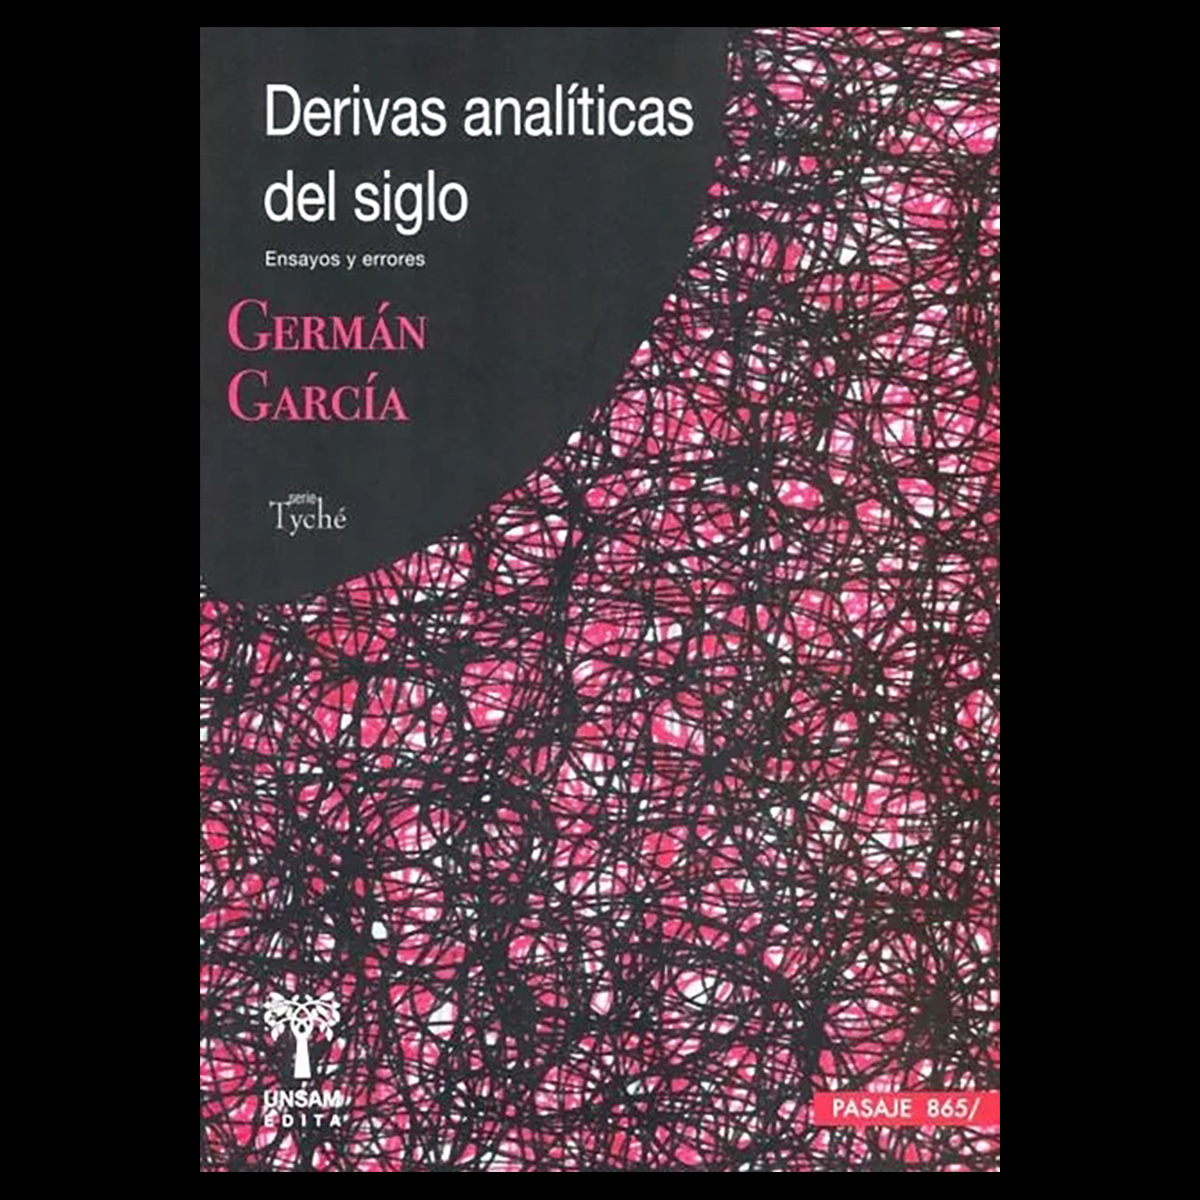 Derivas analíticas
del siglo
Ensayos y errores
GERMÁN
GARCÍA
serie
Tyché
UNSAM
EDITA
PASAJE 865/